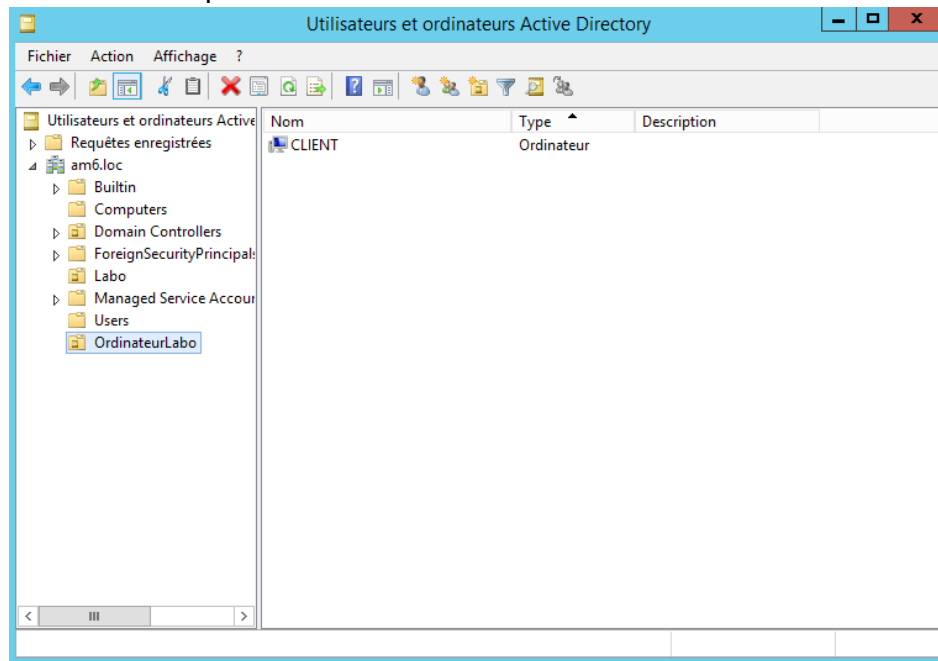 Utilisateurs et ordinateurs Active Directory
Fichier Action Affichage ?
Utilisateurs et ordinateurs Active
Nom Type Description
Requêtes enregistrées
CLIENT Ordinateur
am6.loc
Builtin
Computers
Domain Controllers
ForeignSecurityPrincipal
Labo
Managed Service Accour
Users
OrdinateurLabo